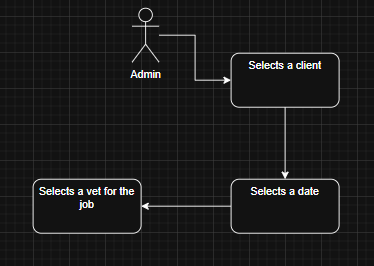 Selects a client
Admin
Selects a vet for the
job
Selects a date